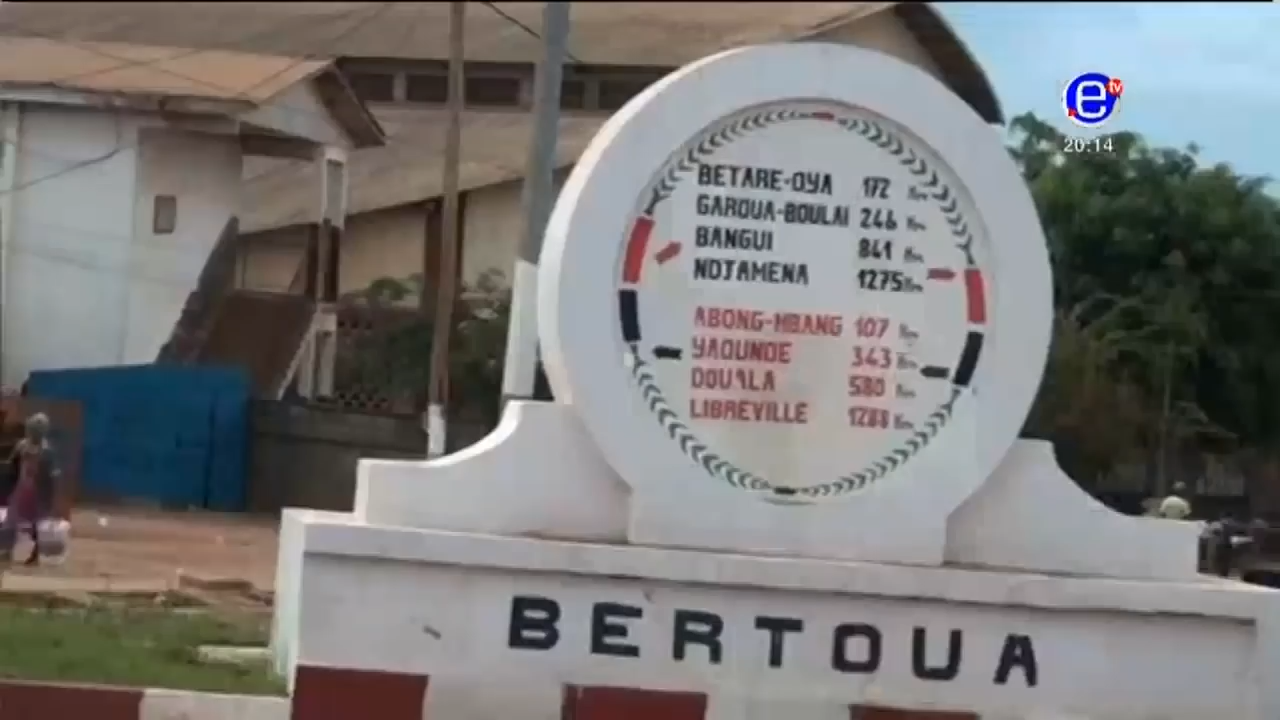 e tv
20:14
BETARE-OYA 172 Km
GAROUA-BOULAI 246 Km
BANGUI 841 Km
NDJAMENA 1275 Km
ABONG-MBANG 107 Km
YAOUNDE 343 Km
DOUALA 580 Km
LIBREVILLE Km
BERTOUA